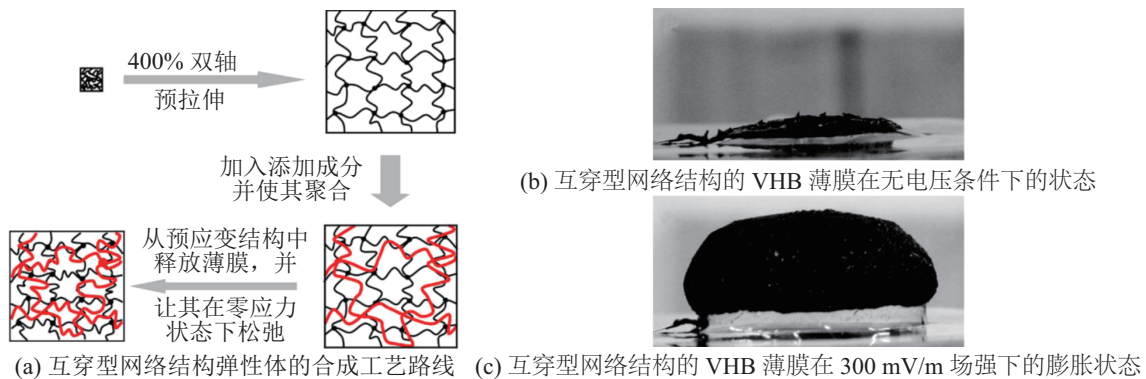 400% 双轴
预拉伸
加入添加成分
并使其聚合
从预应变结构中
释放薄膜，并
让其在零应力
状态下松弛
(a) 互穿型网络结构弹性体的合成工艺路线
(b) 互穿型网络结构的 VHB 薄膜在无电压条件下的状态
(c) 互穿型网络结构的 VHB 薄膜在 300 mV/m 场强下的膨胀状态